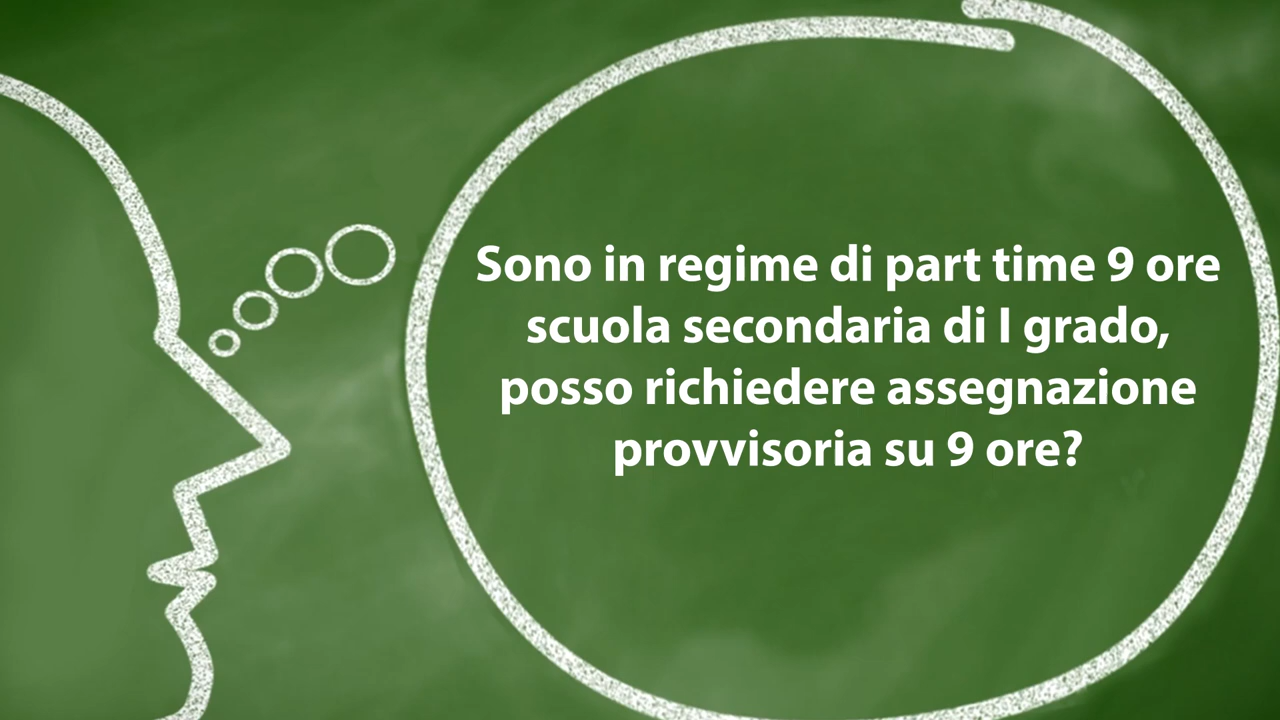 Sono in regime di part time 9 ore
scuola secondaria di I grado,
posso richiedere assegnazione
provvisoria su 9 ore?